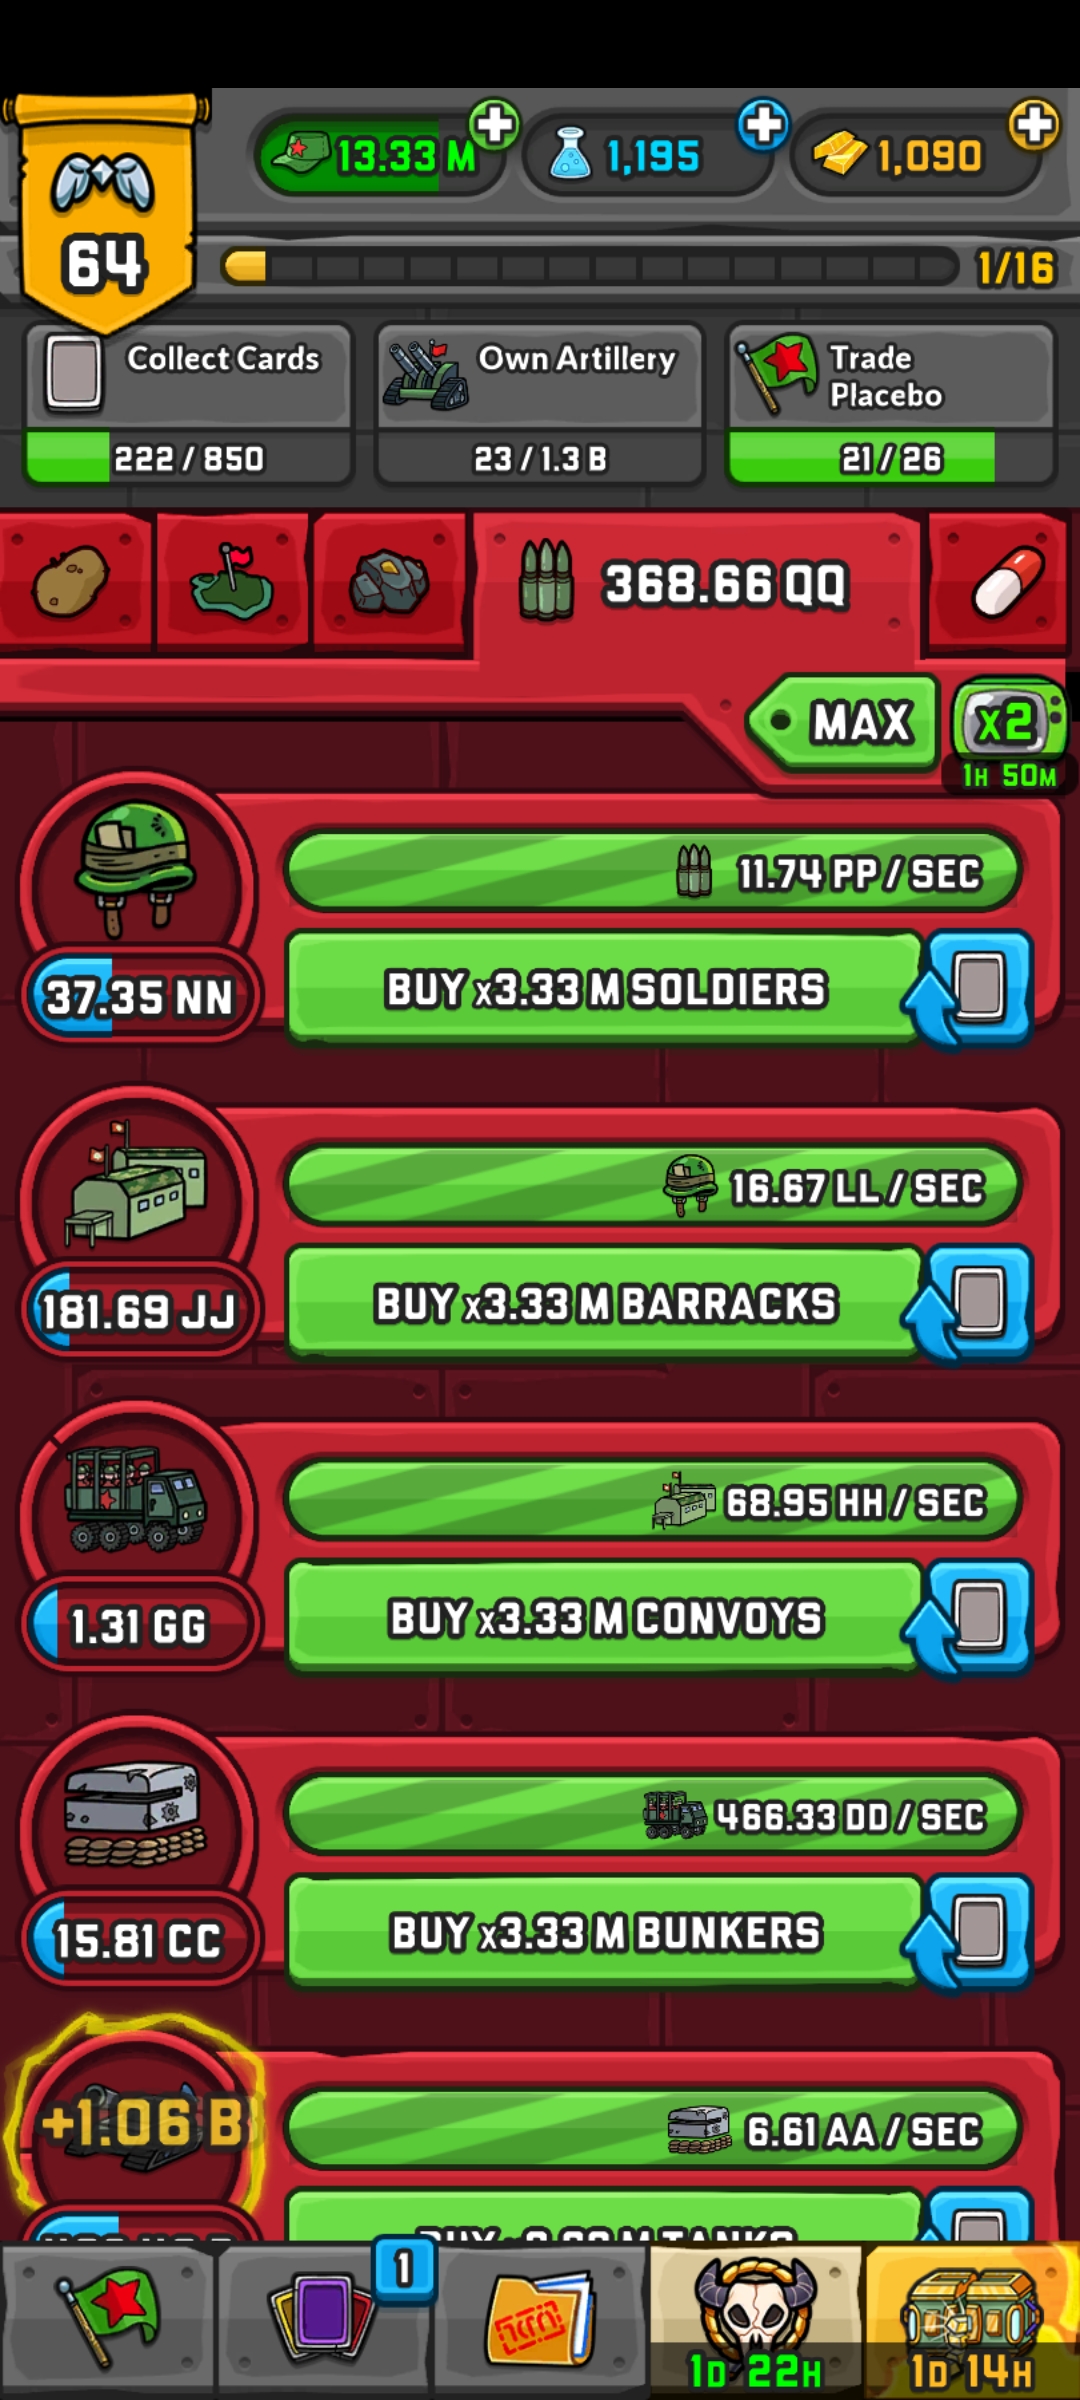 64
13.33 M
1,195
1,090
1/16
Collect Cards
222 / 850
Own Artillery
23 / 1.3 B
Trade
Placebo
21 / 26
368.66 QQ
MAX
x2
1H 50M
11.74 PP / SEC
37.35 NN
BUY x3.33 M SOLDIERS
16.67 LL / SEC
181.69 JJ
BUY x3.33 M BARRACKS
68.95 HH / SEC
1.31 GG
BUY x3.33 M CONVOYS
466.33 DD / SEC
15.81 CC
BUY x3.33 M BUNKERS
+1.06 B
6.61 AA / SEC
BUY M TANKS
1
1D 22H
1D 14H